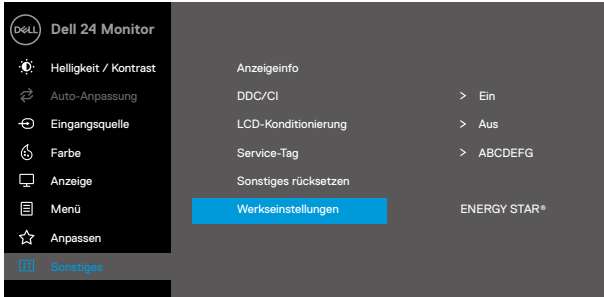 DELL Dell 24 Monitor
Helligkeit / Kontrast
Auto-Anpassung
Eingangsquelle
Farbe
Anzeige
Menü
Anpassen
Sonstiges
Anzeigeinfo
DDC/CI > Ein
LCD-Konditionierung > Aus
Service-Tag > ABCDEFG
Sonstiges rücksetzen
Werkseinstellungen ENERGY STAR®